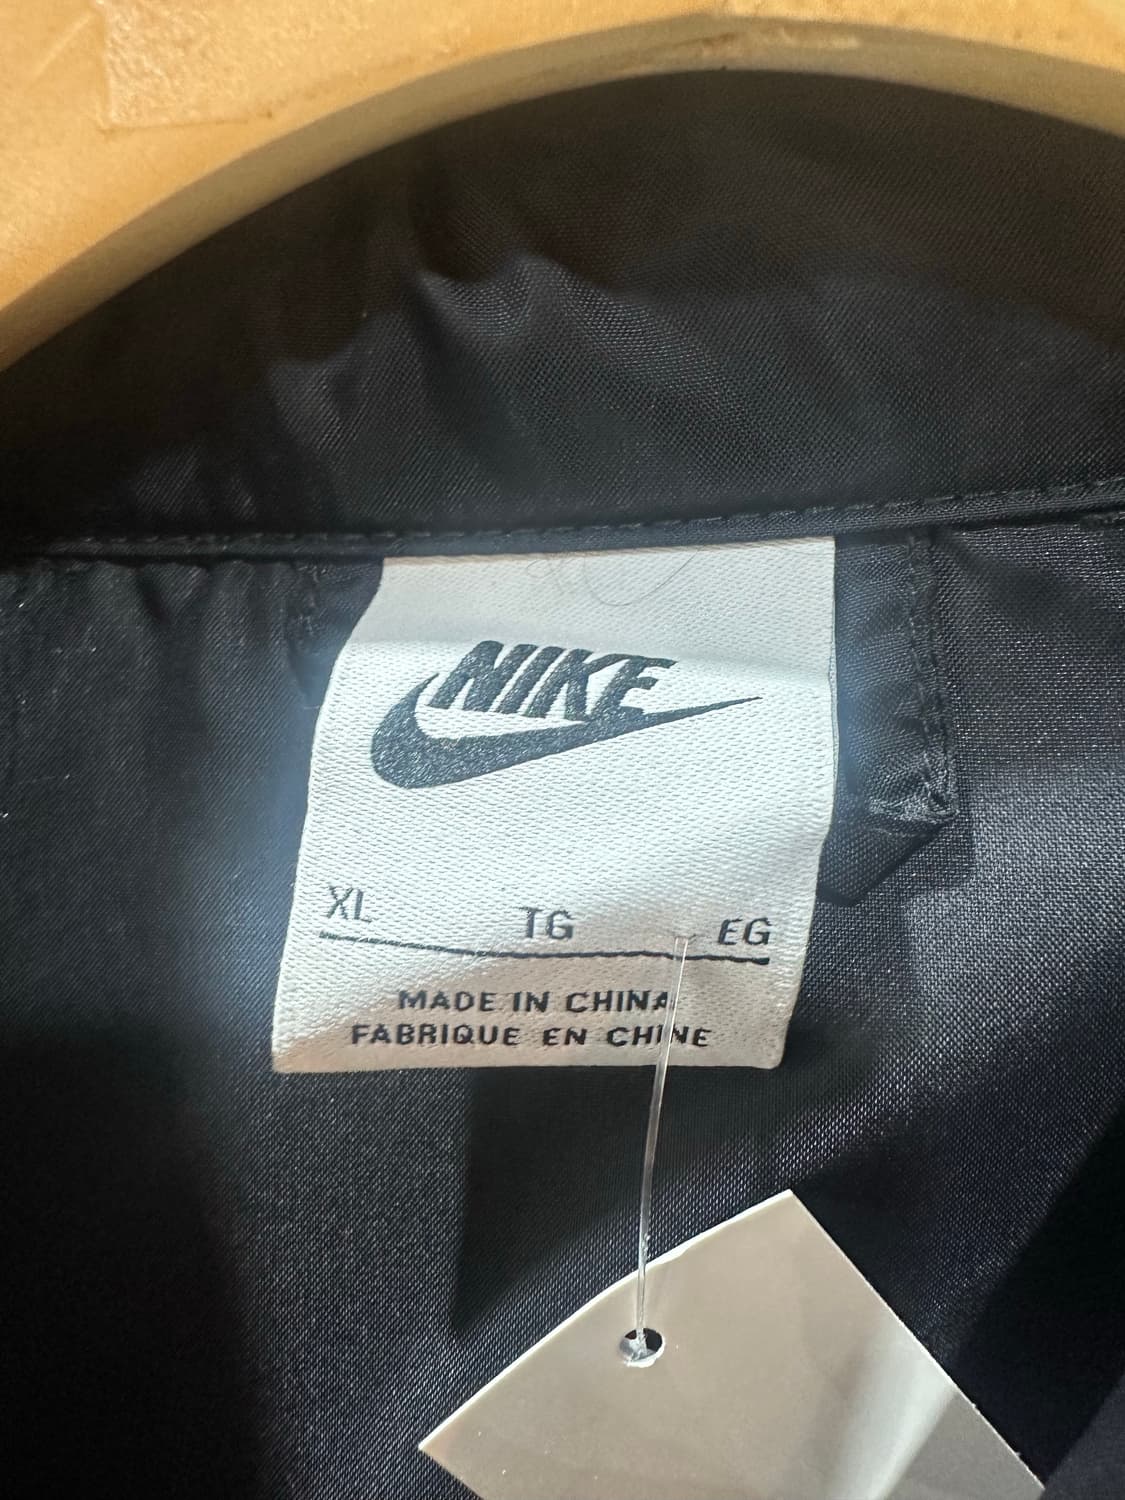 NIKE
XL TG EG
MADE IN CHINA
FABRIQUE EN CHINE